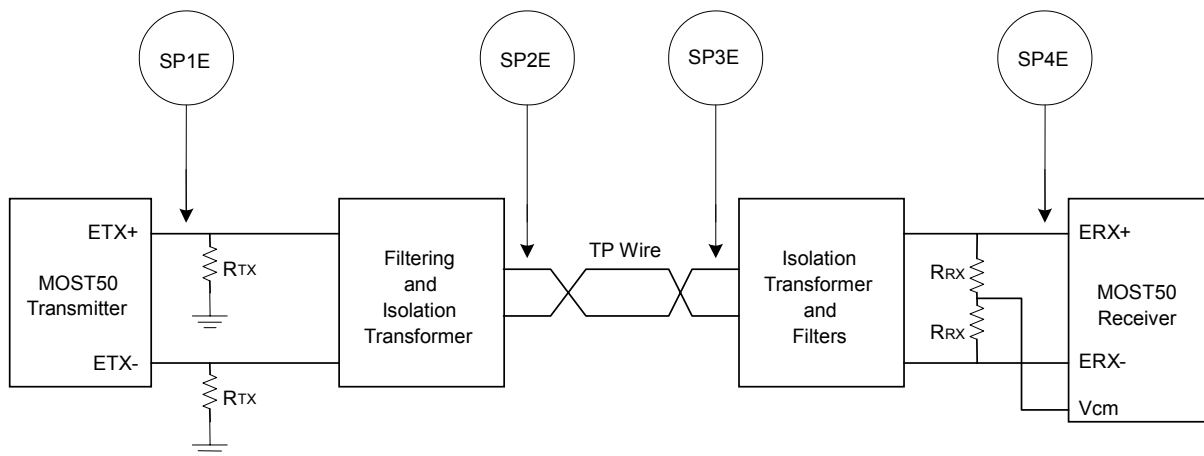 SP1E
SP2E
SP3E
SP4E
ETX+
MOST50
Transmitter
ETX-
RTX
RTX
Filtering
and
Isolation
Transformer
TP Wire
Isolation
Transformer
and
Filters
RRX
RRX
ERX+
MOST50
Receiver
ERX-
Vcm